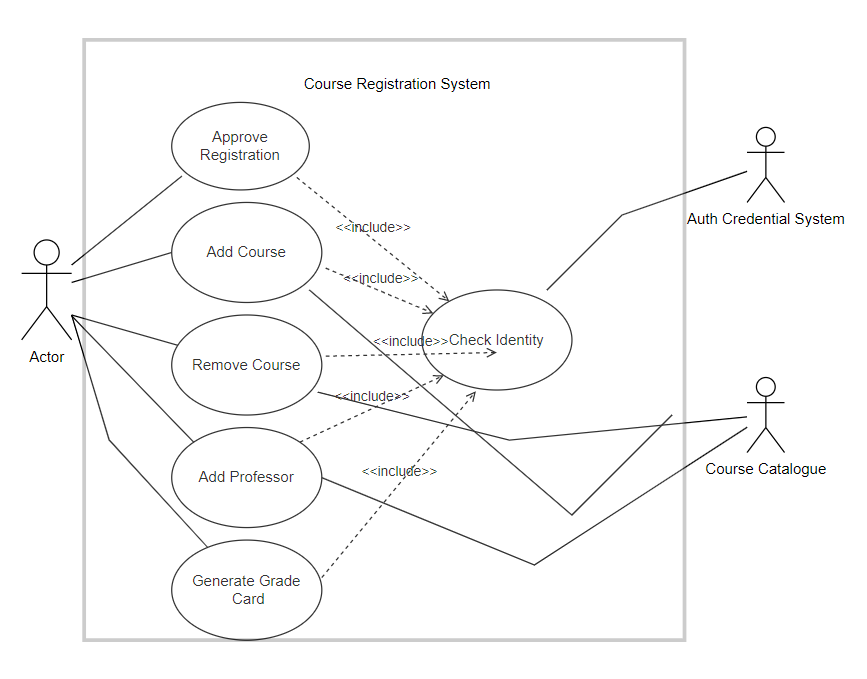 Course Registration System
Approve
Registration
Auth Credential System
<<include>>
Add Course
<<include>>
Actor
Remove Course
<<include>>
Check Identity
<<include>>
Add Professor
<<include>>
Course Catalogue
Generate Grade
Card